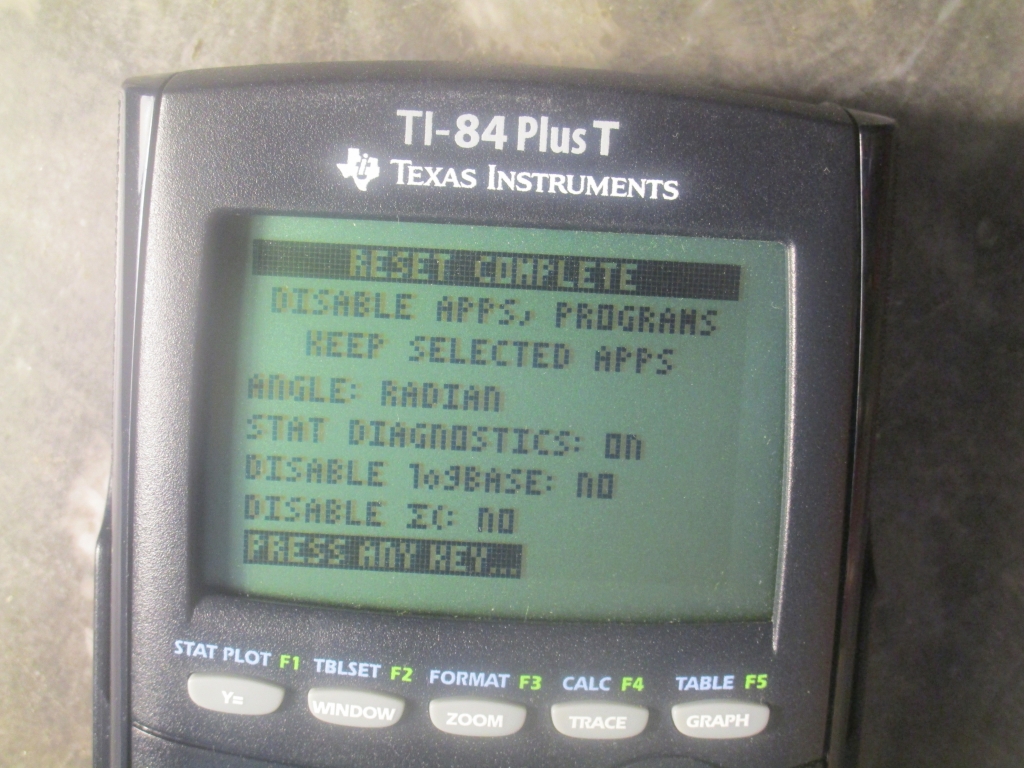 TI-84 Plus T
TEXAS INSTRUMENTS
RESET COMPLETE
DISABLE APPS, PROGRAMS
KEEP SELECTED APPS
ANGLE: RADIAN
STAT DIAGNOSTICS: ON
DISABLE logBASE: NO
DISABLE Σ(: NO
PRESS ANY KEY...
STAT PLOT F1 TBLSET F2 FORMAT F3 CALC F4 TABLE F5
Y= WINDOW ZOOM TRACE GRAPH